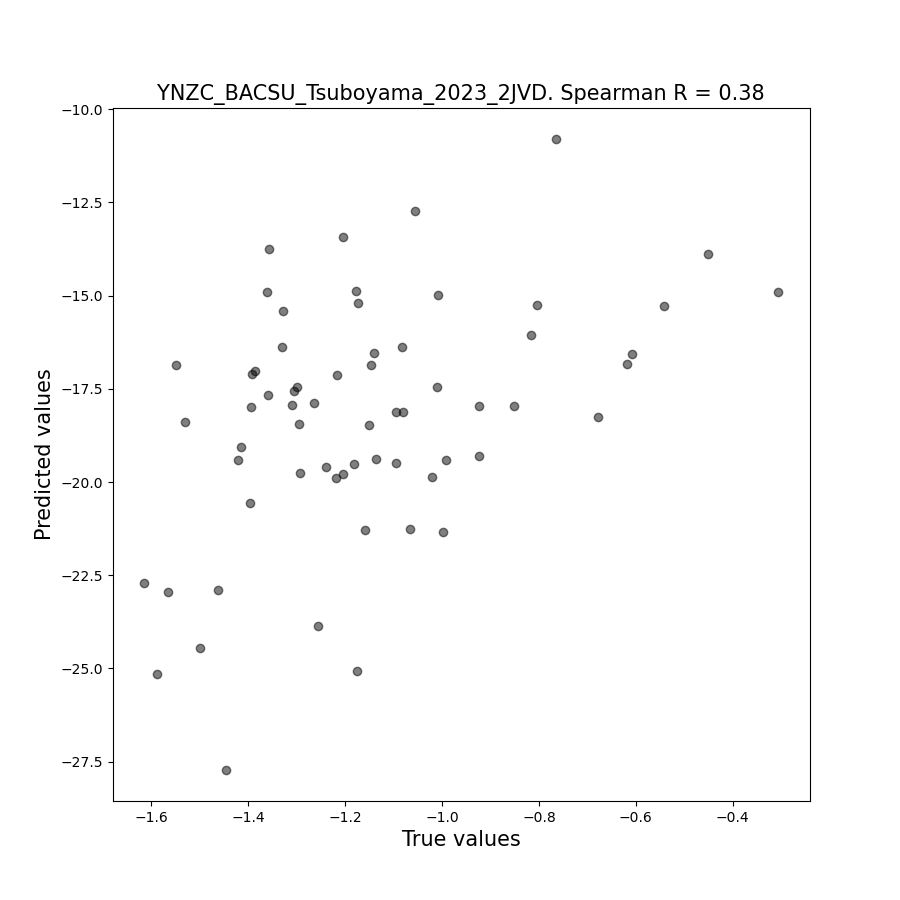 YNZC_BACSU_Tsuboyama_2023_2JVD. Spearman R = 0.38
Predicted values
−10.0
−12.5
−15.0
−17.5
−20.0
−22.5
−25.0
−27.5
−1.6 −1.4 −1.2 −1.0 −0.8 −0.6 −0.4
True values